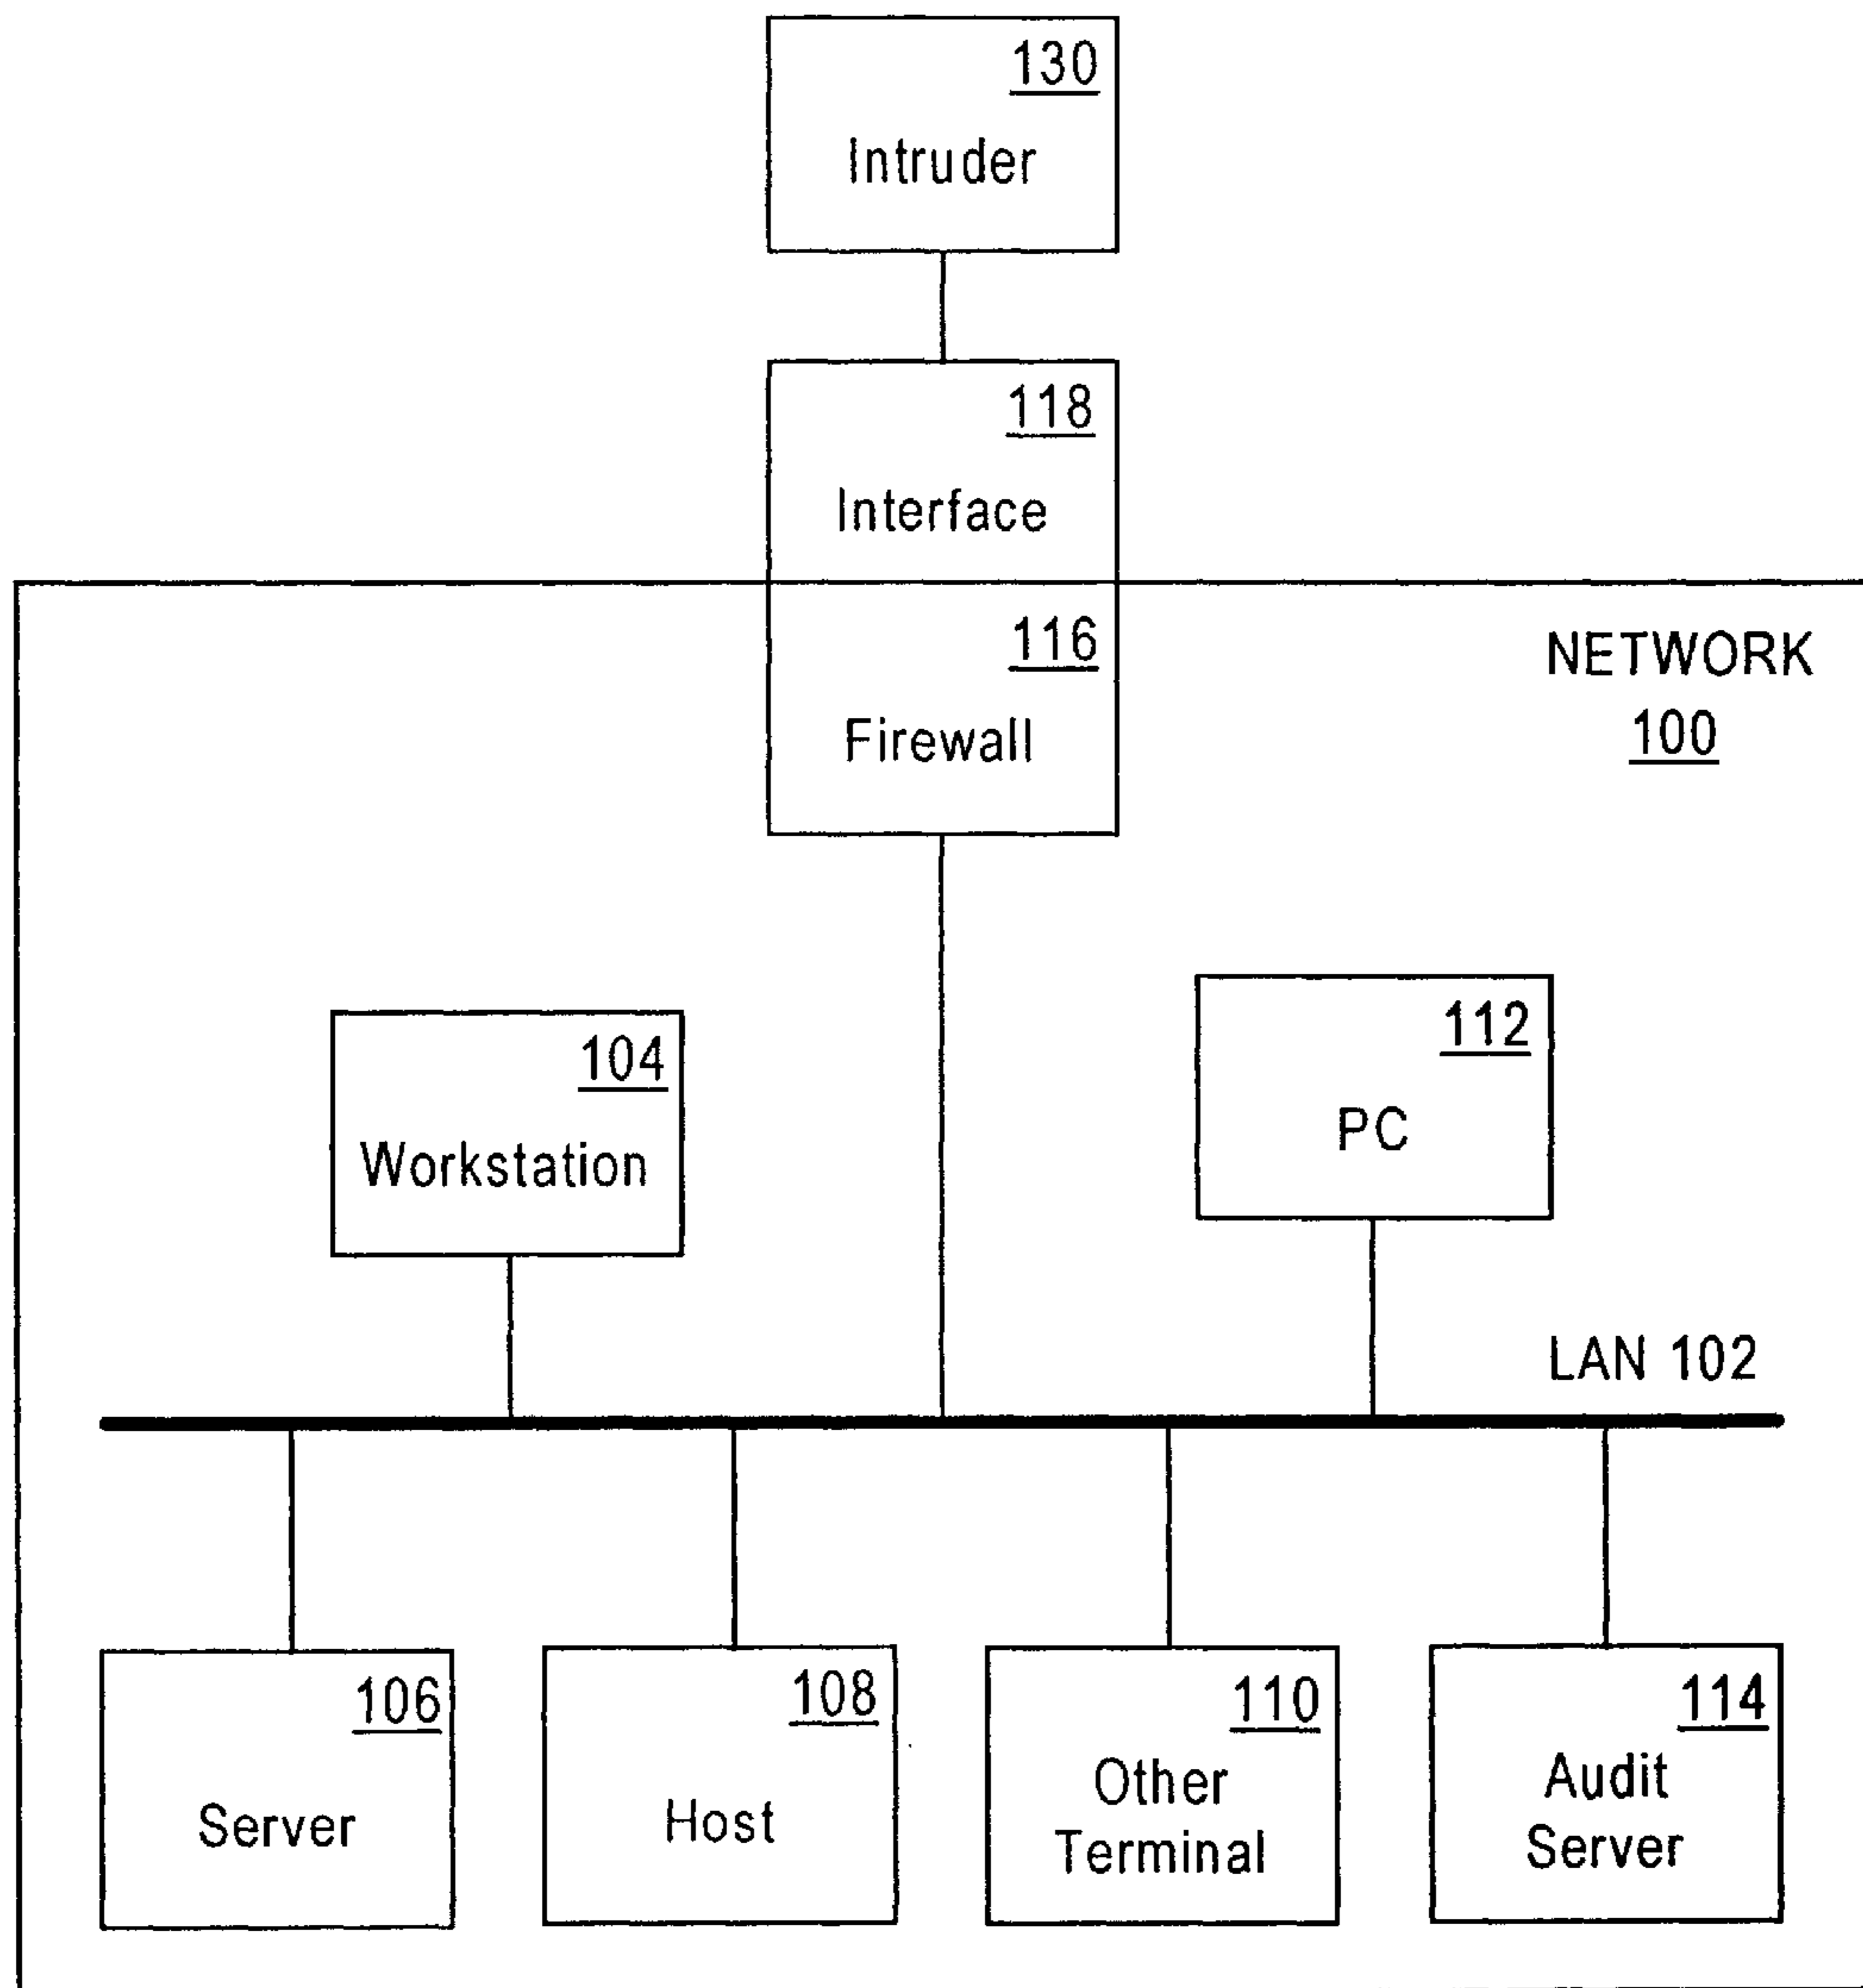 130
Intruder
118
Interface
116
Firewall
NETWORK
100
104
Workstation
112
PC
LAN 102
106
Server
108
Host
110
Other
Terminal
114
Audit
Server